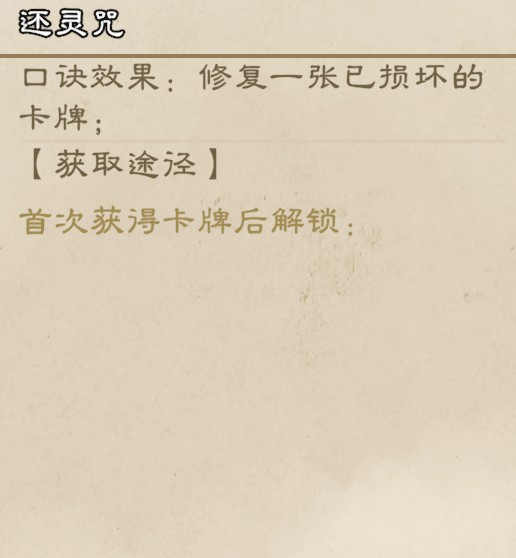 还灵咒
口诀效果：修复一张已损坏的
卡牌；
【获取途径】
首次获得卡牌后解锁：